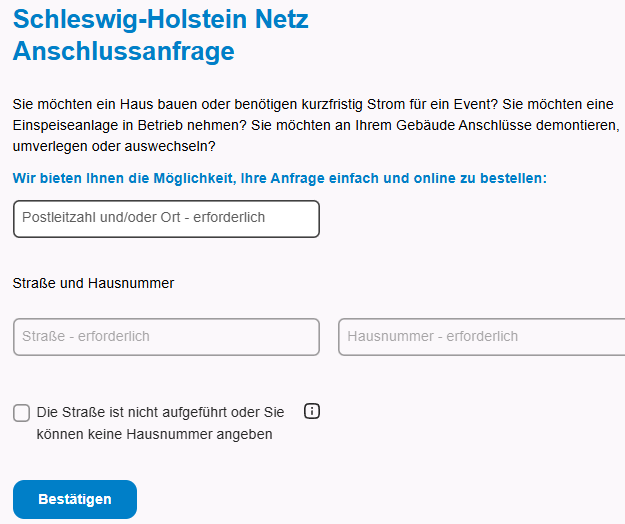 Schleswig-Holstein Netz
Anschlussanfrage
Sie möchten ein Haus bauen oder benötigen kurzfristig Strom für ein Event? Sie möchten eine
Einspeiseanlage in Betrieb nehmen? Sie möchten an Ihrem Gebäude Anschlüsse demontieren,
umverlegen oder auswechseln?
Wir bieten Ihnen die Möglichkeit, Ihre Anfrage einfach und online zu bestellen:
Postleitzahl und/oder Ort - erforderlich
Straße und Hausnummer
Straße - erforderlich
Hausnummer - erforderlich
Die Straße ist nicht aufgeführt oder Sie
können keine Hausnummer angeben
Bestätigen